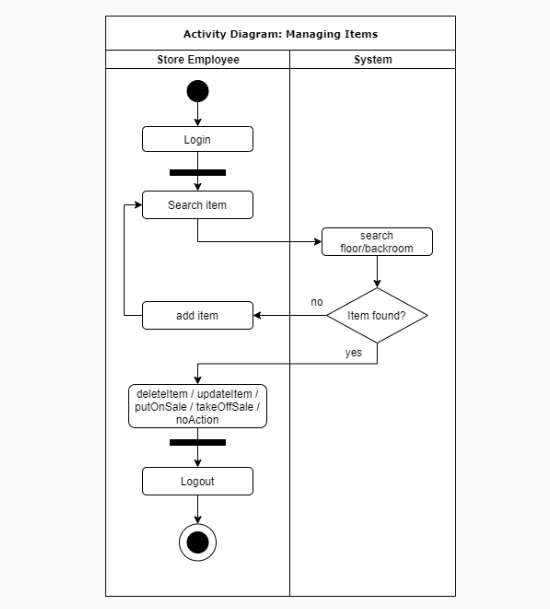 Activity Diagram: Managing Items
Store Employee
System
Login
Search item
search
floor/backroom
no
add item
Item found?
yes
deleteItem / updateItem /
putOnSale / takeOffSale /
noAction
Logout